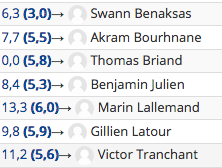 6,3 (3,0)→ Swann Benaksas
7,7 (5,5)→ Akram Bourhnane
0,0 (5,8)→ Thomas Briand
8,4 (5,3)→ Benjamin Julien
13,3 (6,0)→ Marin Lallemand
9,8 (5,9)→ Gillien Latour
11,2 (5,6)→ Victor Tranchant